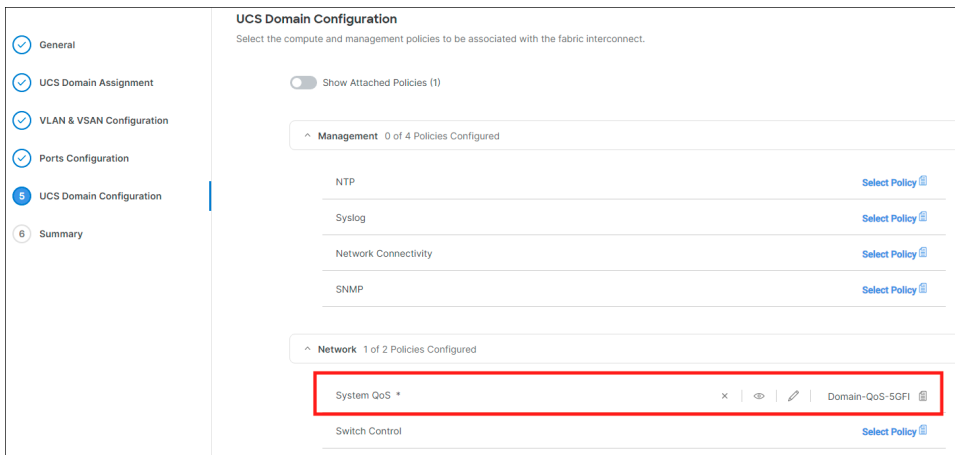 UCS Domain Configuration
Select the compute and management policies to be associated with the fabric interconnect.
General
UCS Domain Assignment
VLAN & VSAN Configuration
Ports Configuration
5 UCS Domain Configuration
6 Summary
Show Attached Policies (1)
Management 0 of 4 Policies Configured
NTP Select Policy
Syslog Select Policy
Network Connectivity Select Policy
SNMP Select Policy
Network 1 of 2 Policies Configured
System QoS * Domain-QoS-5GFI
Switch Control Select Policy